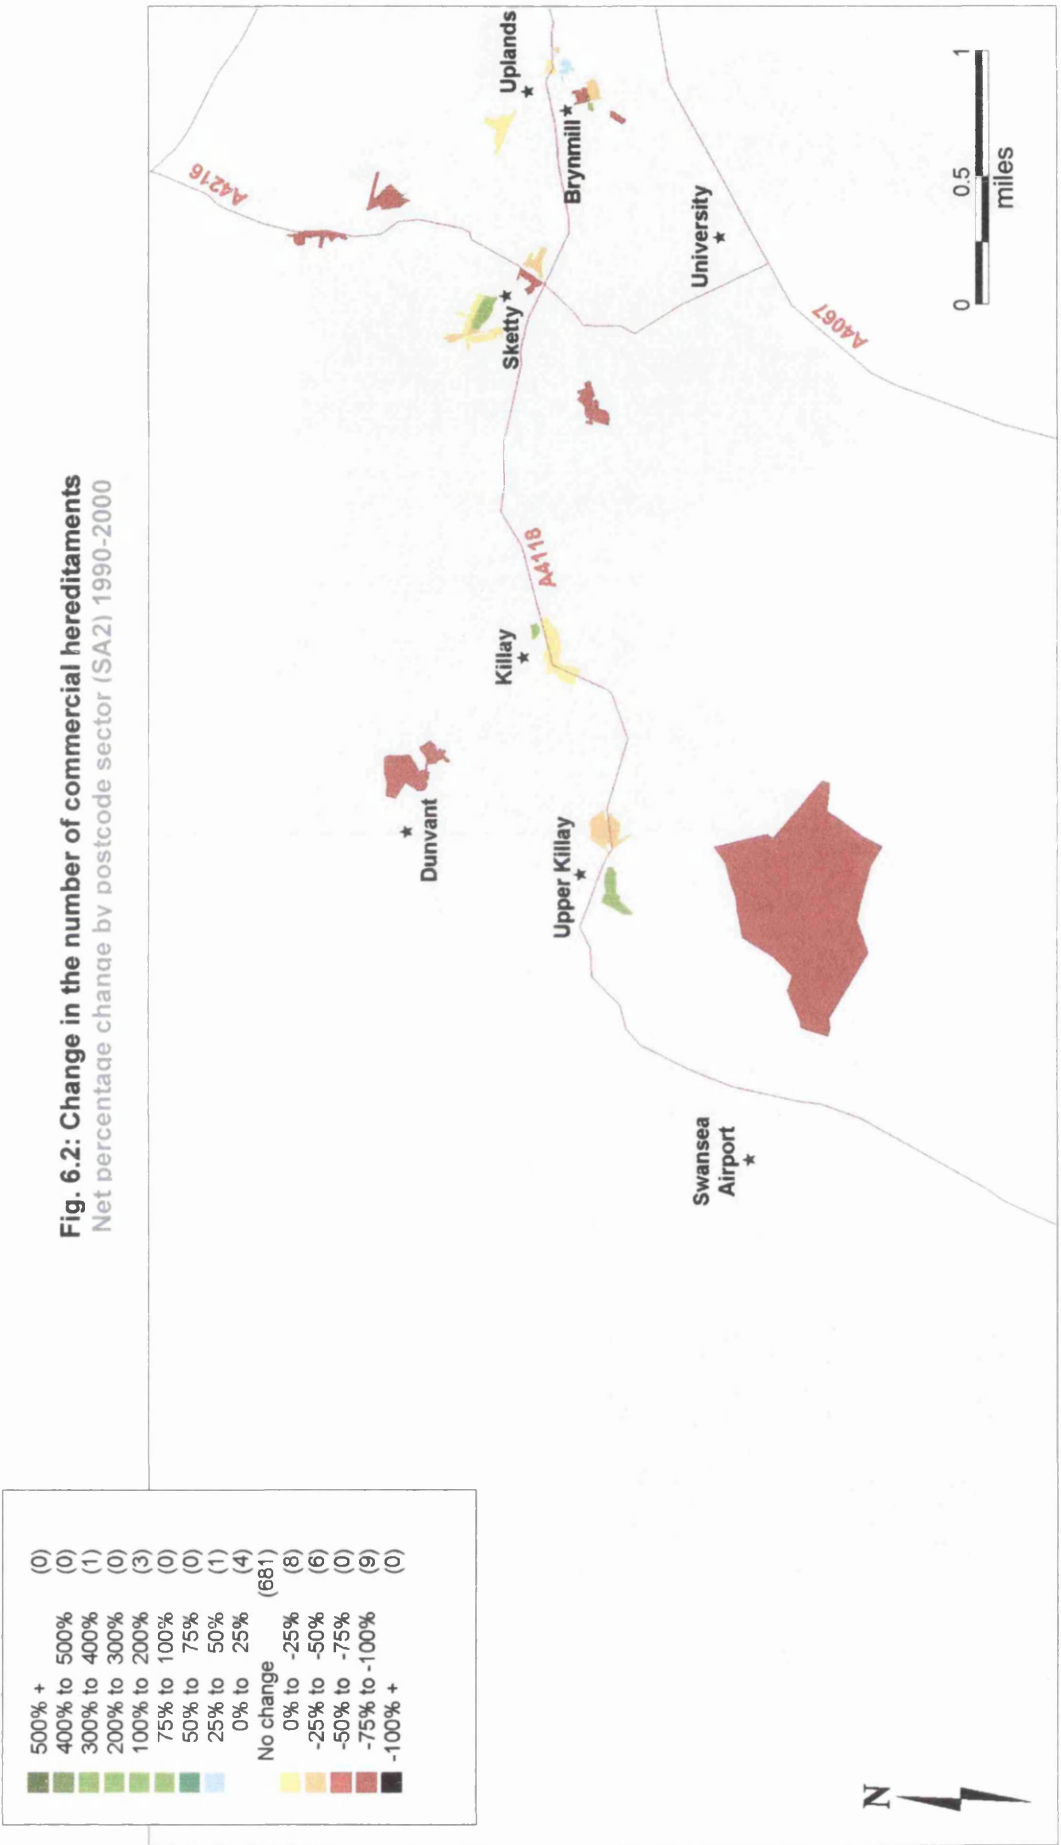 Fig. 6.2: Change in the number of commercial hereditaments
Net percentage change by postcode sector (SA2) 1990-2000
500% + (0)
400% to 500% (0)
300% to 400% (1)
200% to 300% (0)
100% to 200% (3)
75% to 100% (0)
50% to 75% (0)
25% to 50% (1)
0% to 25% (4)
No change (681)
0% to -25% (8)
-25% to -50% (6)
-50% to -75% (0)
-75% to -100% (9)
-100% + (0)
A4216
Uplands
Brynmill
Sketty
University
A4067
A4118
Killay
Dunvant
Upper Killay
Swansea
Airport
N
0 0.5 1
miles